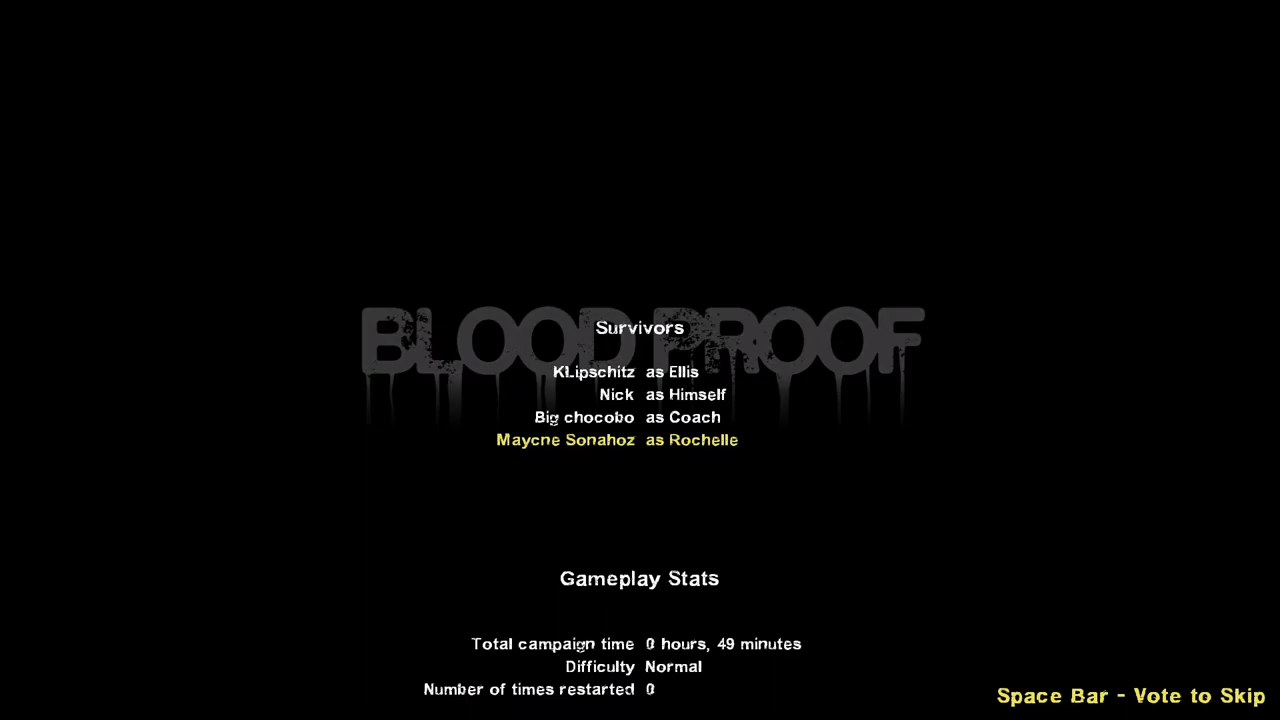 BLOOD PROOF
Survivors
KLipschitz as Ellis
Nick as Himself
Big chocobo as Coach
Maycne Sonahoz as Rochelle
Gameplay Stats
Total campaign time 0 hours, 49 minutes
Difficulty Normal
Number of times restarted 0
Space Bar - Vote to Skip